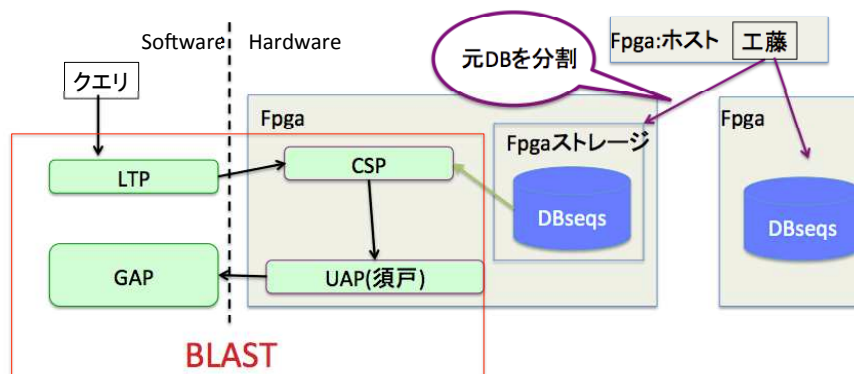 Software
Hardware
クエリ
元DBを分割
Fpga:ホスト
工藤
Fpga
Fpgaストレージ
Fpga
LTP
CSP
DBseqs
DBseqs
GAP
UAP(須戸)
BLAST